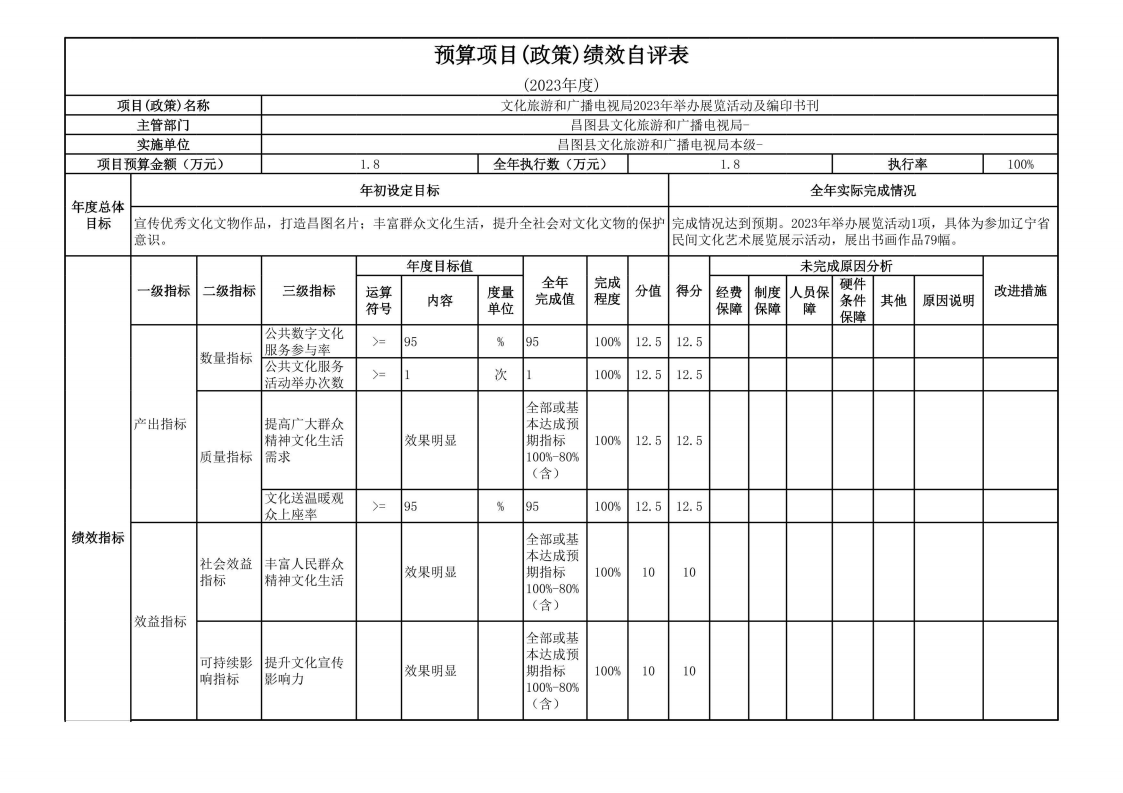 预算项目(政策)绩效自评表
(2023年度)
项目(政策)名称 文化旅游和广播电视局2023年举办展览活动及编印书刊
主管部门 昌图县文化旅游和广播电视局-
实施单位 昌图县文化旅游和广播电视局本级-
项目预算金额（万元） 1.8 全年执行数（万元） 1.8 执行率 100%
年度总体
目标
年初设定目标 全年实际完成情况
宣传优秀文化文物作品，打造昌图名片；丰富群众文化生活，提升全社会对文化文物的保护
意识。
完成情况达到预期。2023年举办展览活动1项，具体为参加辽宁省
民间文化艺术展览展示活动，展出书画作品79幅。
绩效指标
一级指标 二级指标 三级指标
年度目标值
运算
符号
内容
度量
单位
全年
完成值
完成
程度
分值 得分
未完成原因分析
经费
保障
制度
保障
人员保
障
硬件
条件
保障
其他 原因说明
改进措施
产出指标
数量指标
公共数字文化
服务参与率
>= 95 % 95 100% 12.5 12.5
公共文化服务
活动举办次数
>= 1 次 1 100% 12.5 12.5
质量指标
提高广大群众
精神文化生活
需求
效果明显
全部或基
本达成预
期指标
100%-80%
（含）
100% 12.5 12.5
文化送温暖观
众上座率
>= 95 % 95 100% 12.5 12.5
效益指标
社会效益
指标
丰富人民群众
精神文化生活
效果明显
全部或基
本达成预
期指标
100%-80%
（含）
100% 10 10
可持续影
响指标
提升文化宣传
影响力
效果明显
全部或基
本达成预
期指标
100%-80%
（含）
100% 10 10